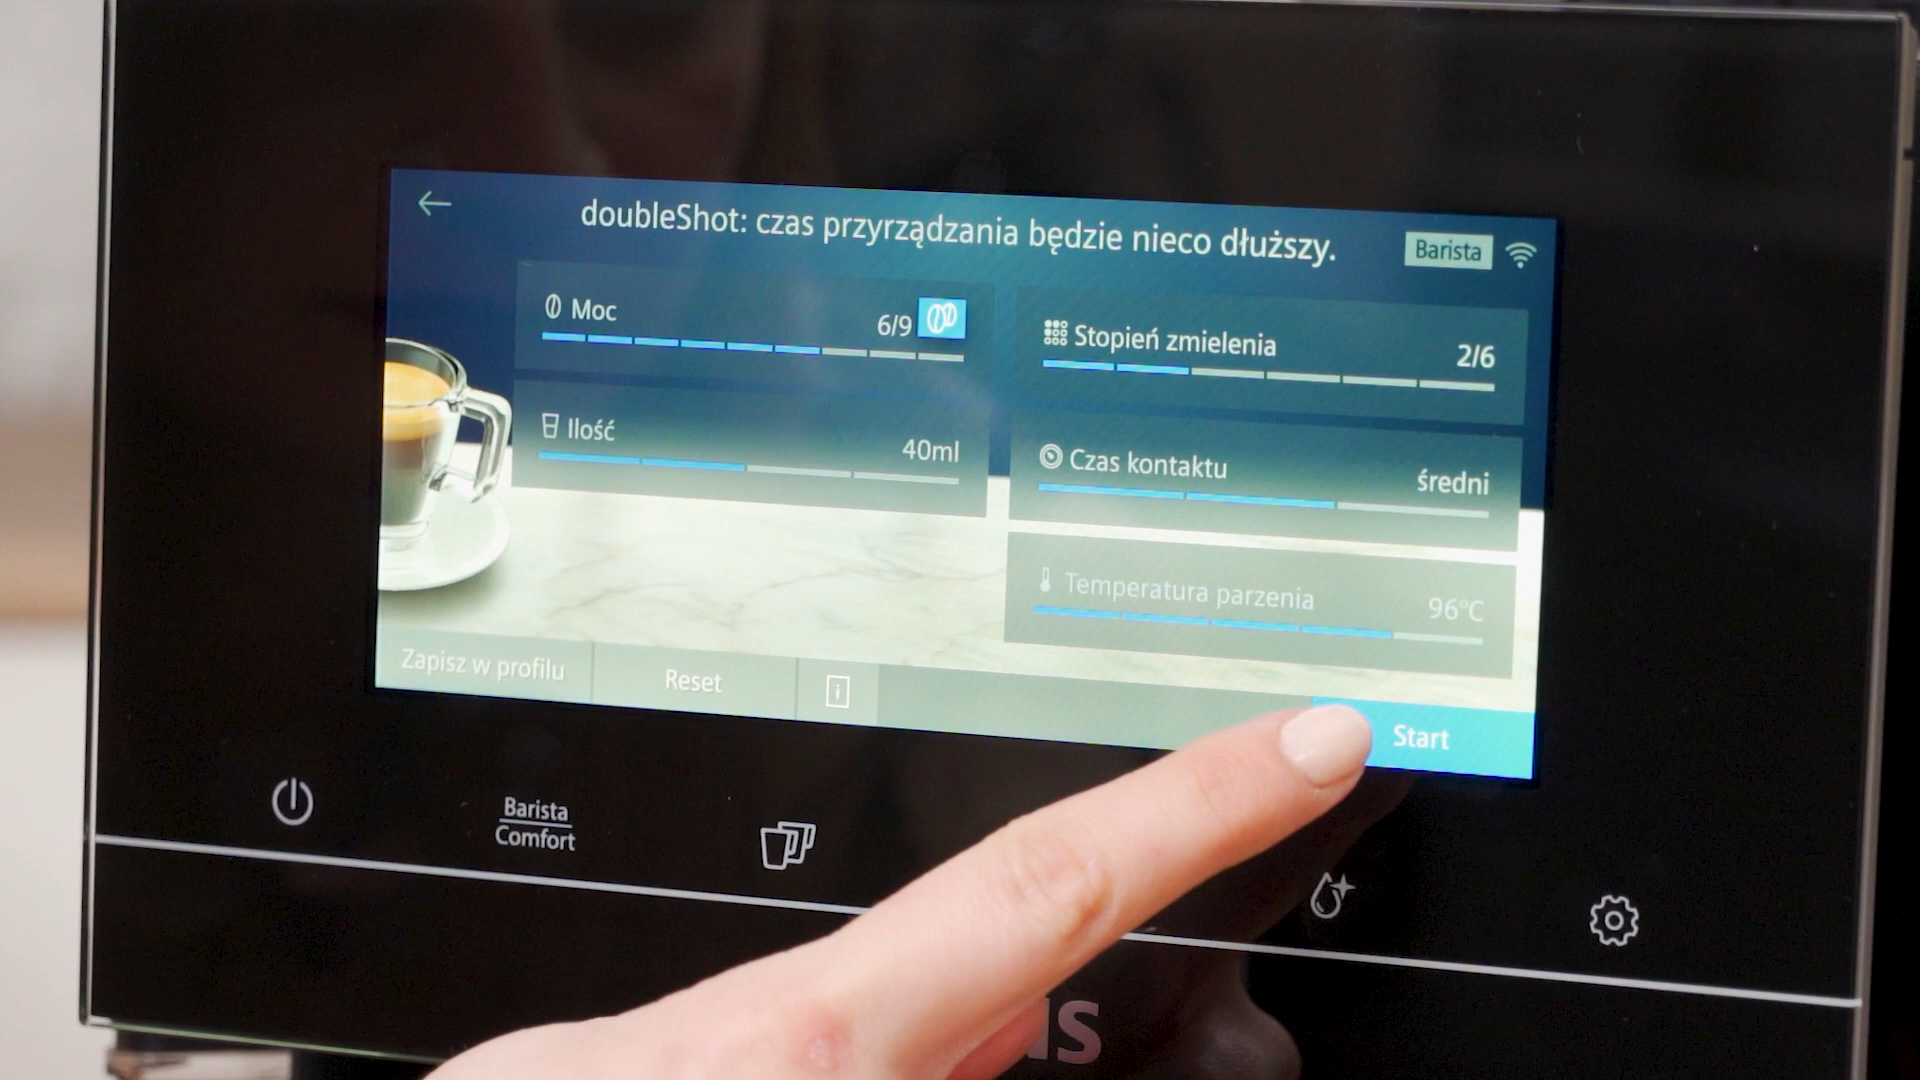 doubleShot: czas przyrządzania będzie nieco dłuższy.
Barista
Moc 6/9
Stopień zmielenia 2/6
Ilość 40ml
Czas kontaktu średni
Temperatura parzenia 96°C
Zapisz w profilu Reset i Start
Barista
Comfort